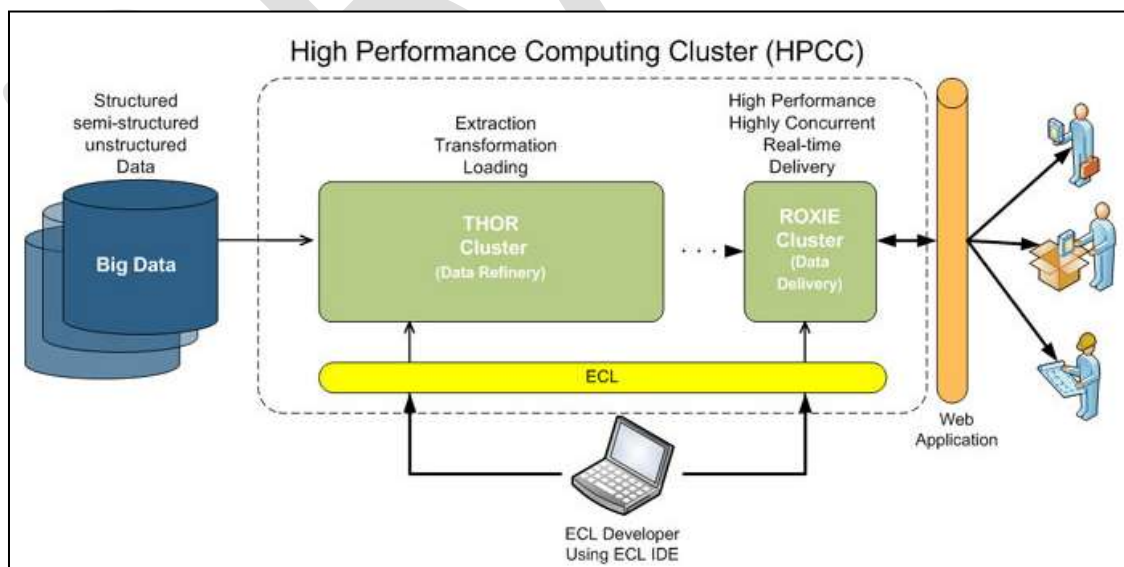 High Performance Computing Cluster (HPCC)
Structured
semi-structured
unstructured
Data
Big Data
Extraction
Transformation
Loading
THOR
Cluster
(Data Refinery)
High Performance
Highly Concurrent
Real-time
Delivery
ROXIE
Cluster
(Data
Delivery)
ECL
Web
Application
ECL Developer
Using ECL IDE